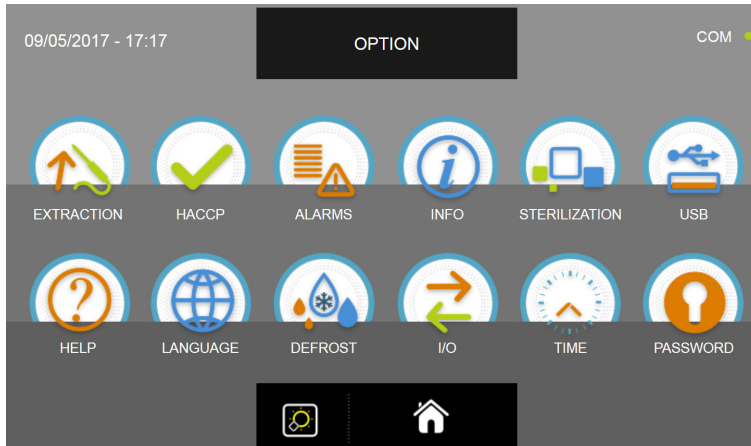 09/05/2017 - 17:17
OPTION
COM
EXTRACTION
HACCP
ALARMS
INFO
STERILIZATION
USB
HELP
LANGUAGE
DEFROST
I/O
TIME
PASSWORD